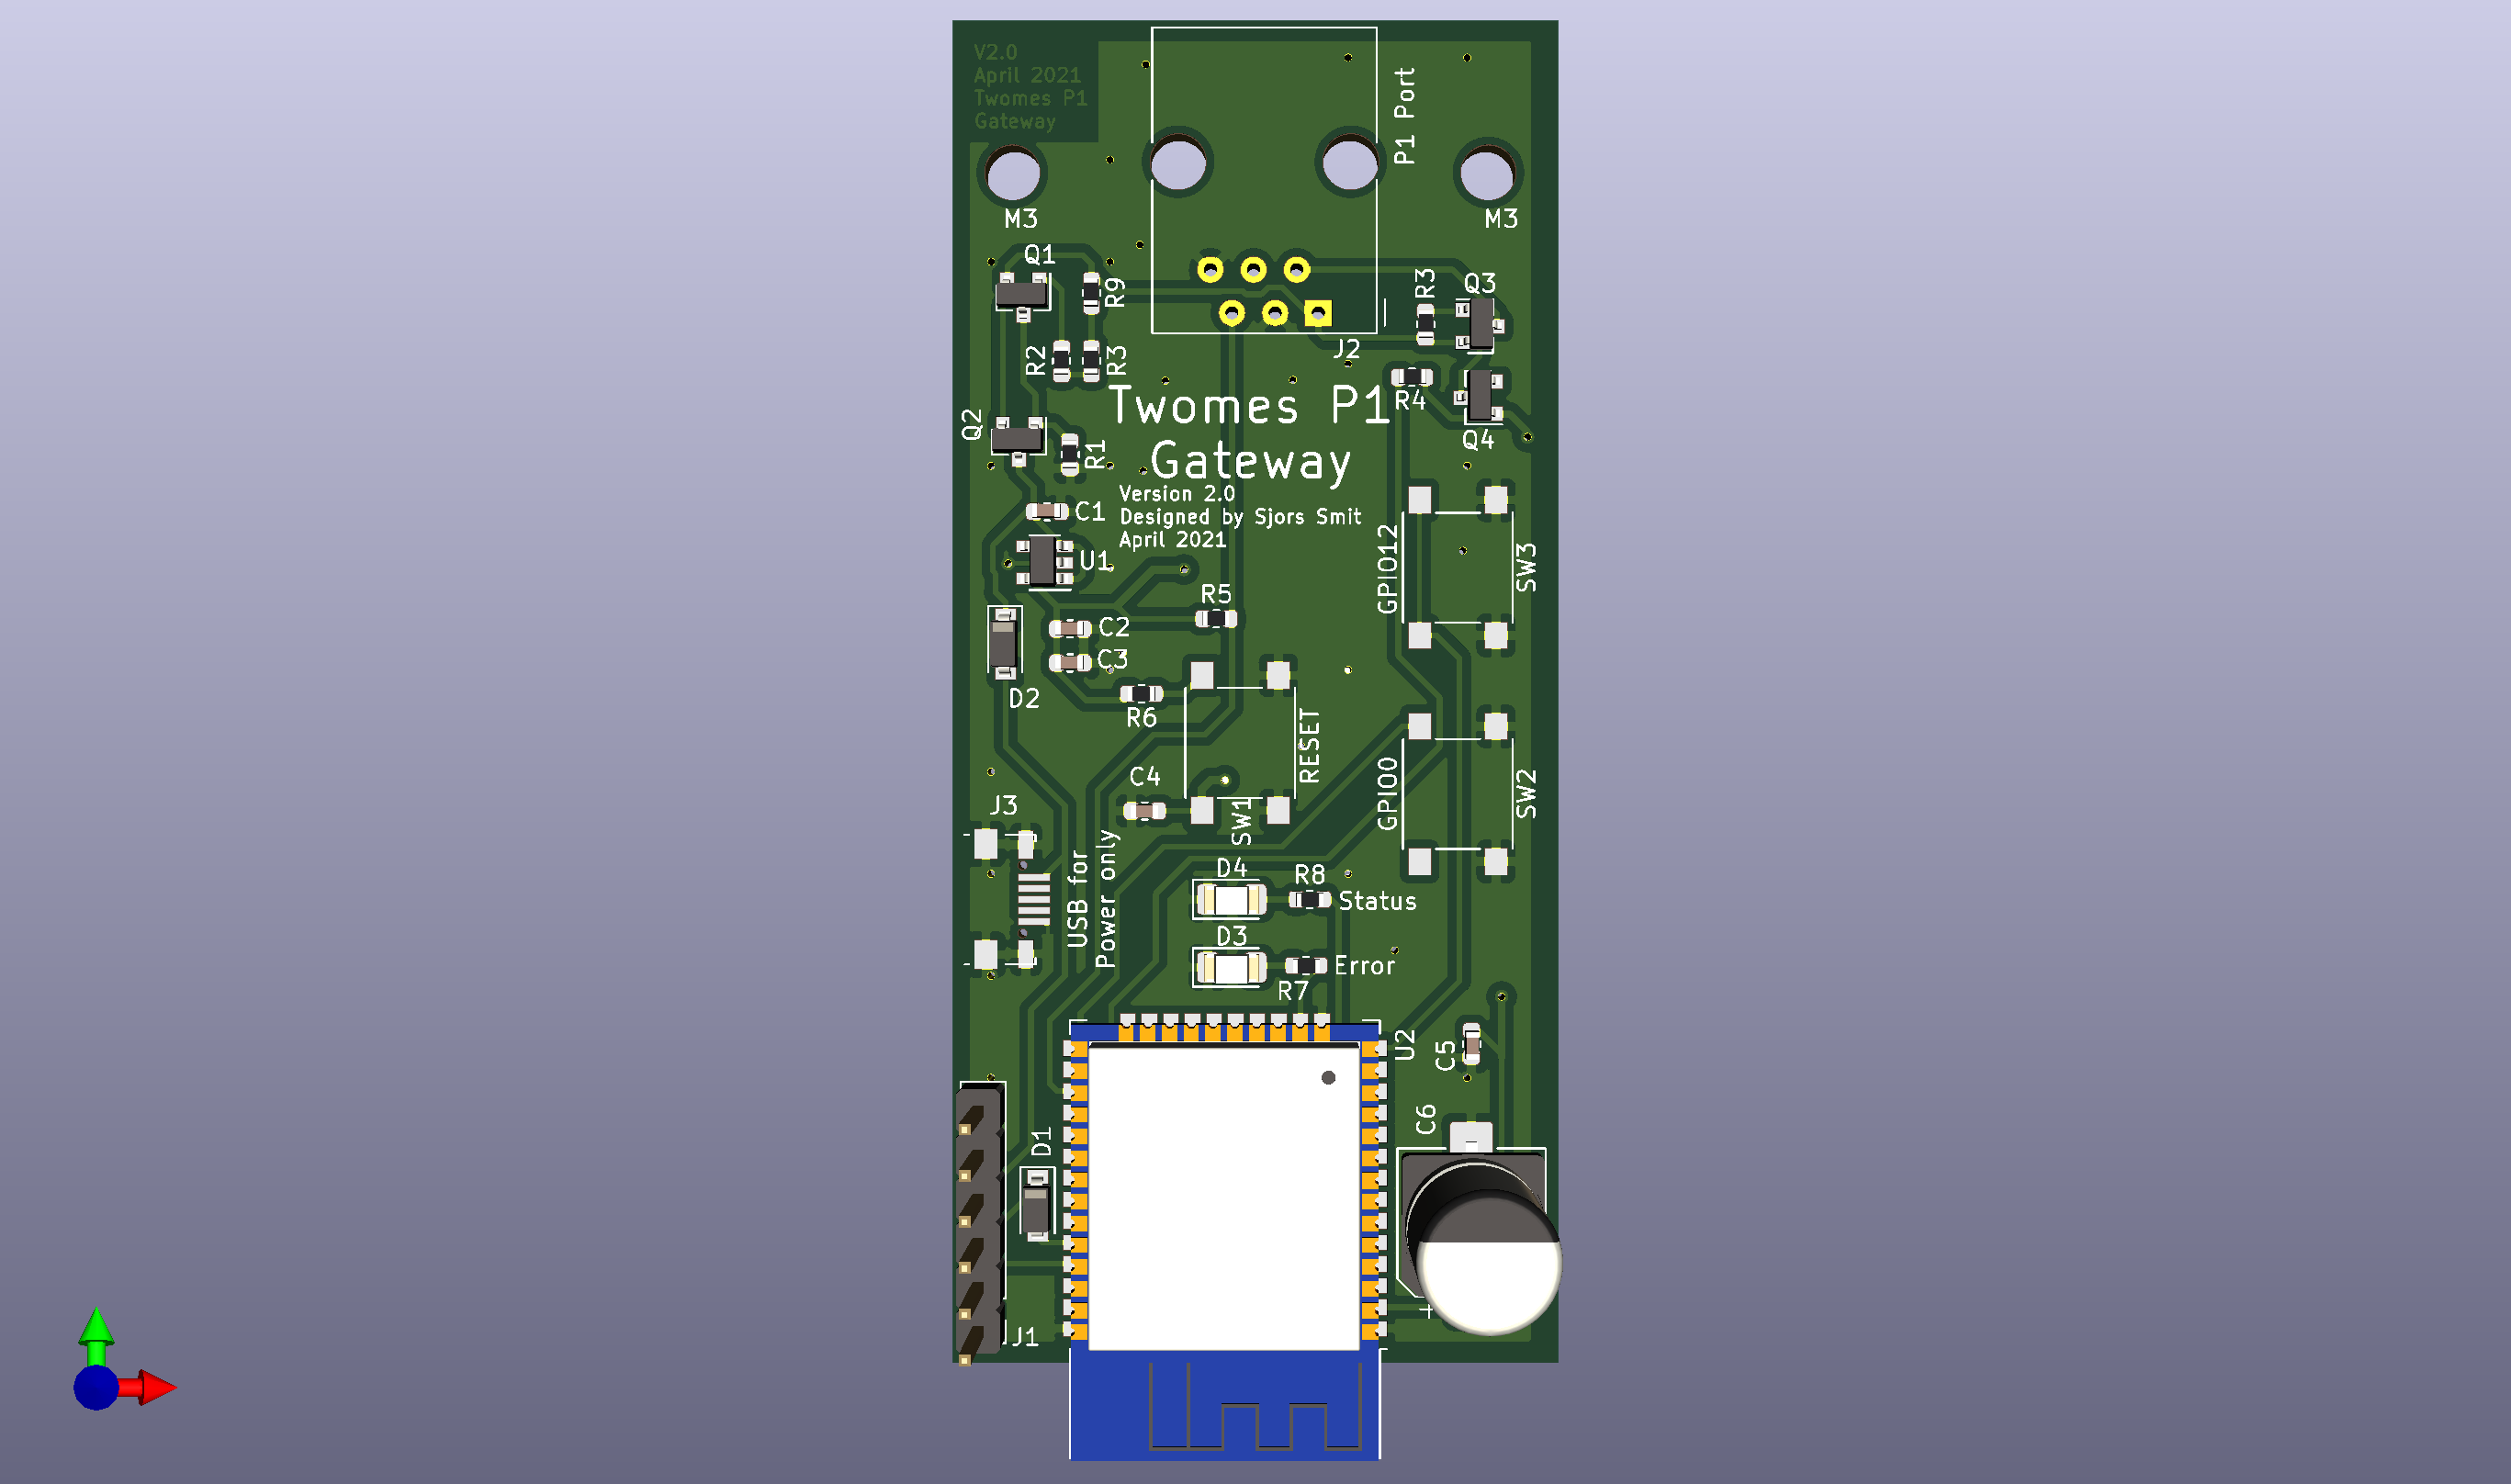 V2.0
April 2021
Twomes P1
Gateway
P1 Port
M3
M3
Q1
R9
R3
Q3
J2
R2
R3
R4
Q4
Twomes P1
Gateway
Q2
R1
Version 2.0
Designed by Sjors Smit
April 2021
C1
U1
GPIO12
SW3
R5
C2
C3
D2
R6
RESET
C4
SW1
GPIO0
SW2
J3
USB for
Power only
D4
R8
Status
D3
Error
R7
U2
C5
C6
D1
+
J1